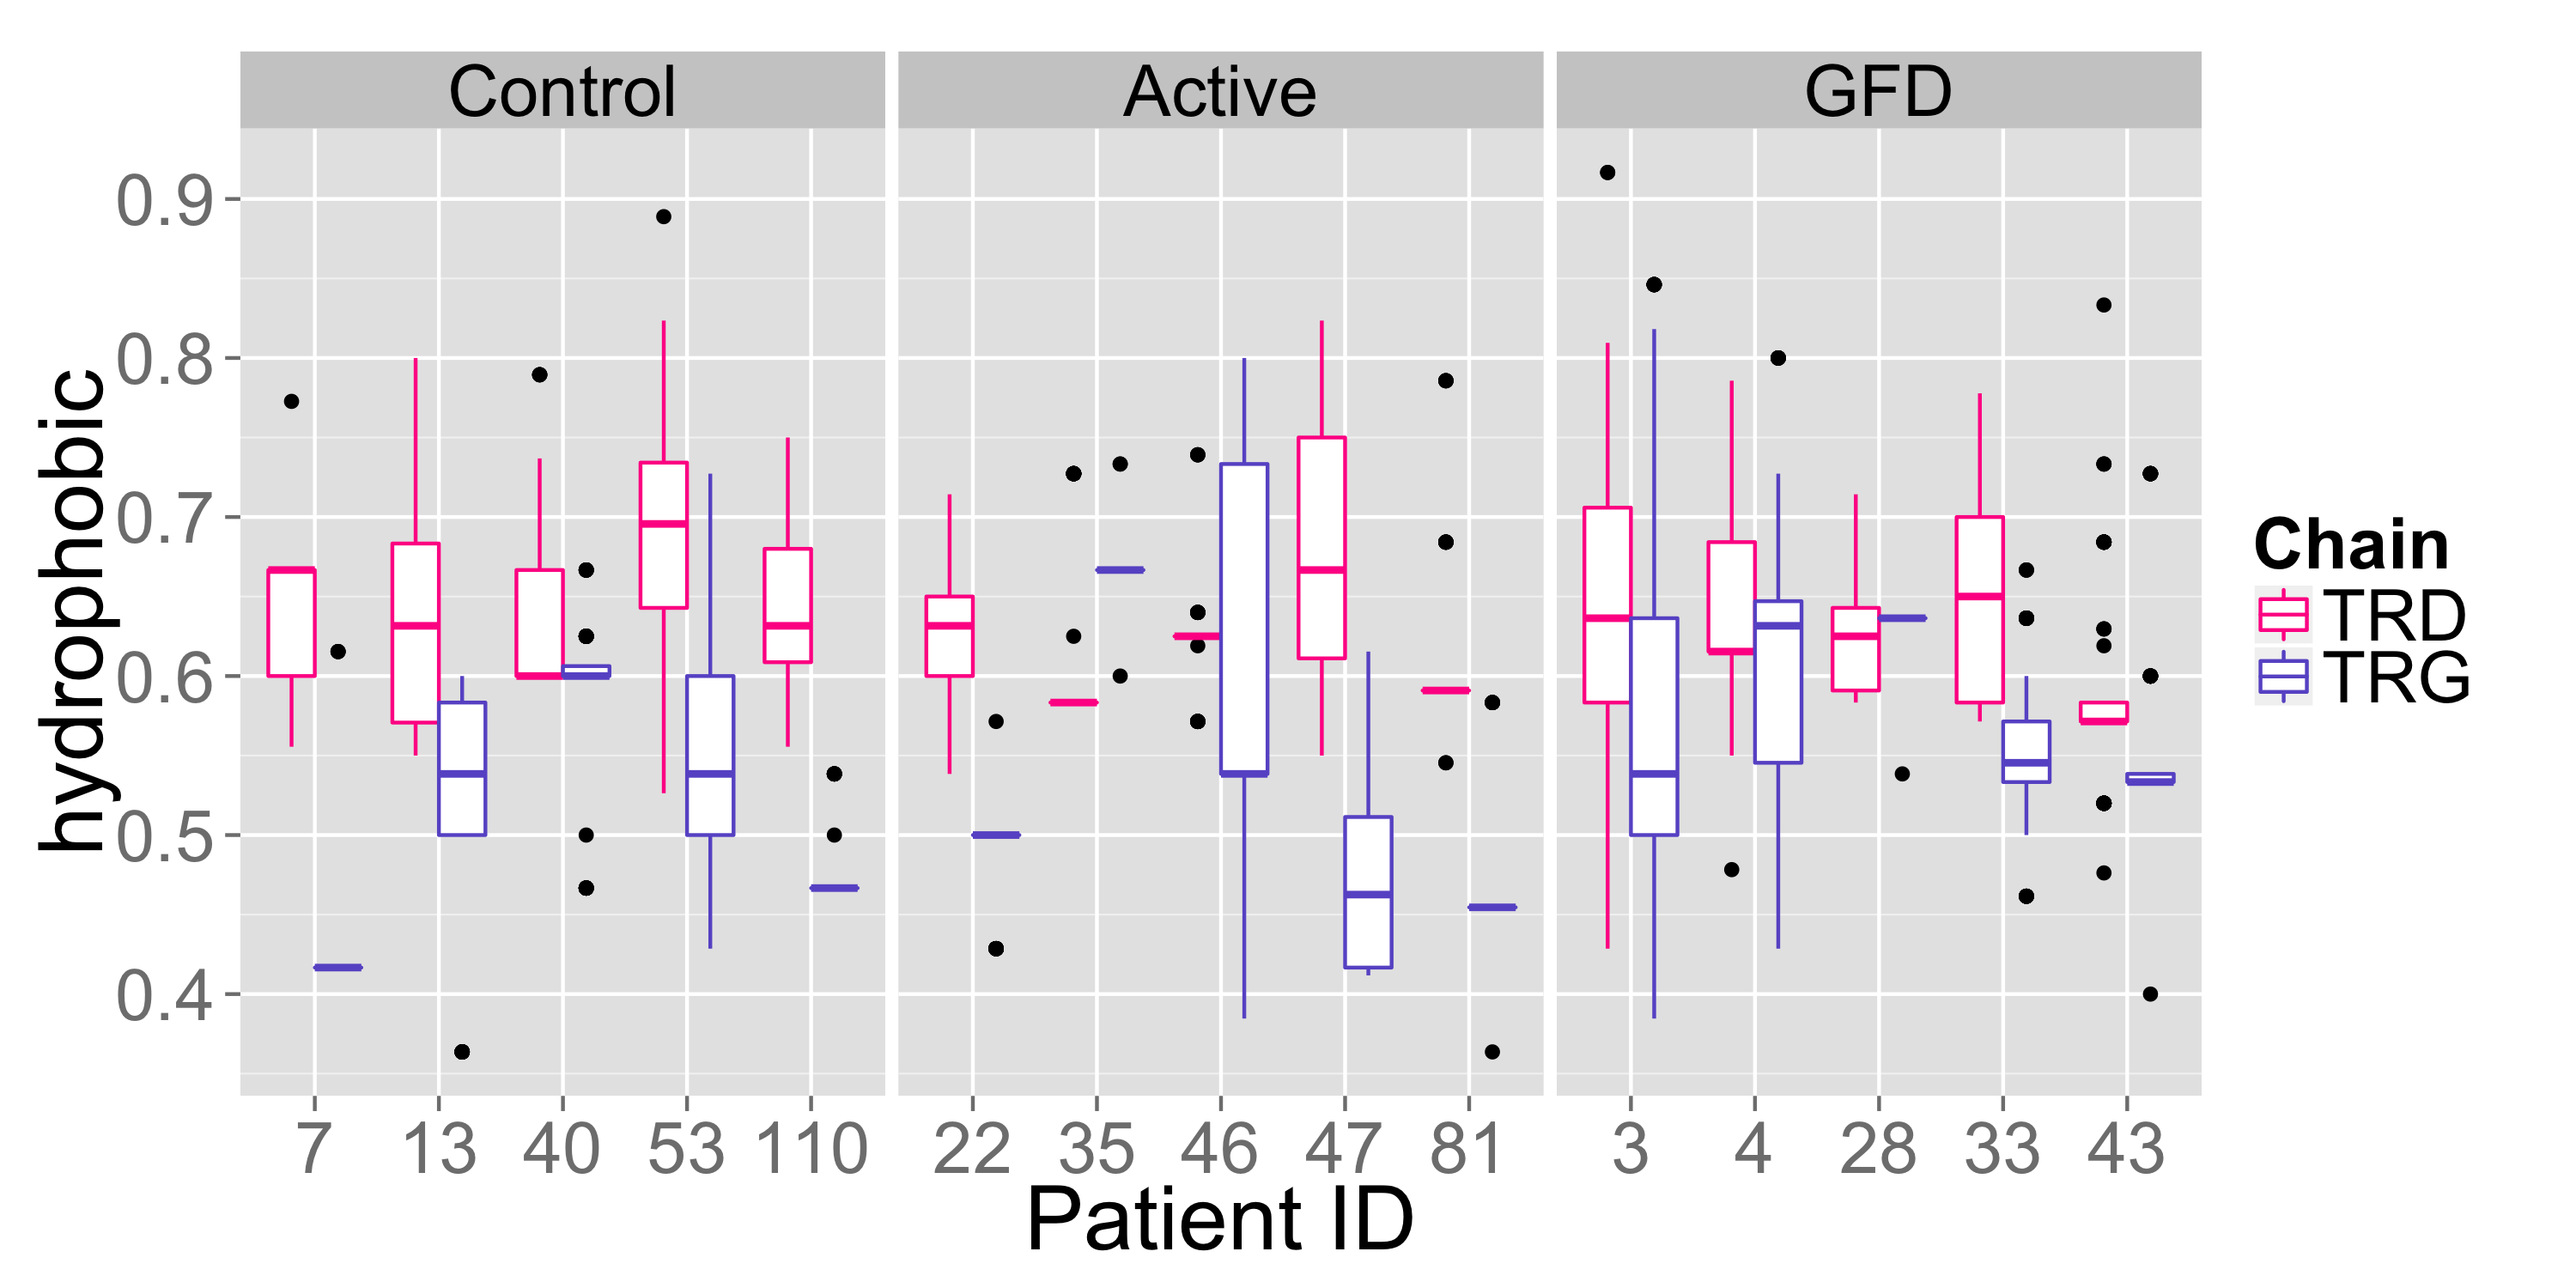 Control Active GFD
hydrophobic
0.9
0.8
0.7
0.6
0.5
0.4
7 13 40 53 110 22 35 46 47 81 3 4 28 33 43
Patient ID
Chain
TRD
TRG